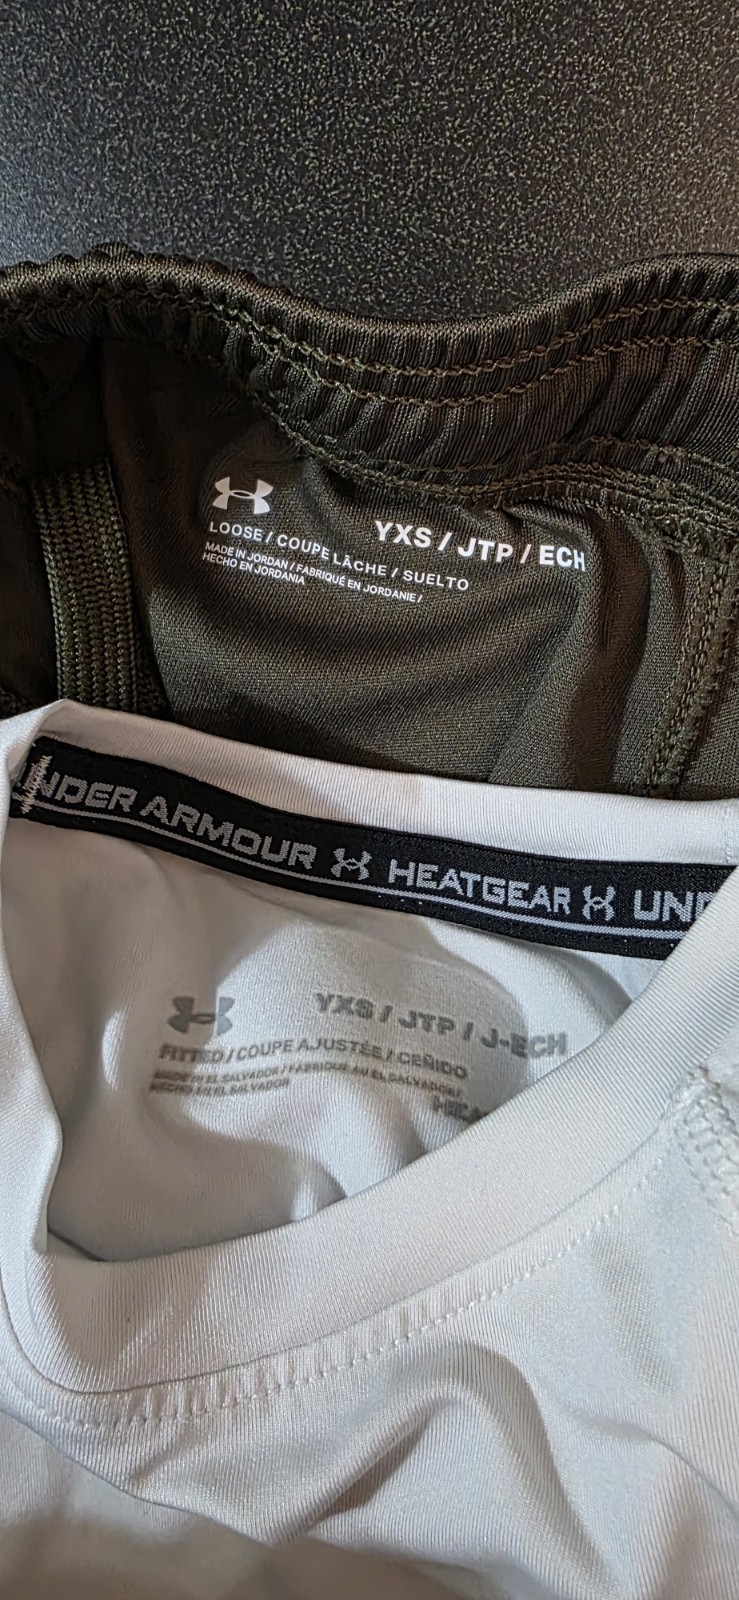 YXS / JTP / ECH
LOOSE / COUPE LÂCHE / SUELTO
MADE IN JORDAN / FABRIQUÉ EN JORDANIE /
HECHO EN JORDANIA
UNDER ARMOUR HEATGEAR UND
YXS / JTP / J-ECH
FITTED / COUPE AJUSTÉE / CEÑIDO
MADE IN EL SALVADOR / FABRIQUÉ AU EL SALVADOR /
HECHO EN EL SALVADOR